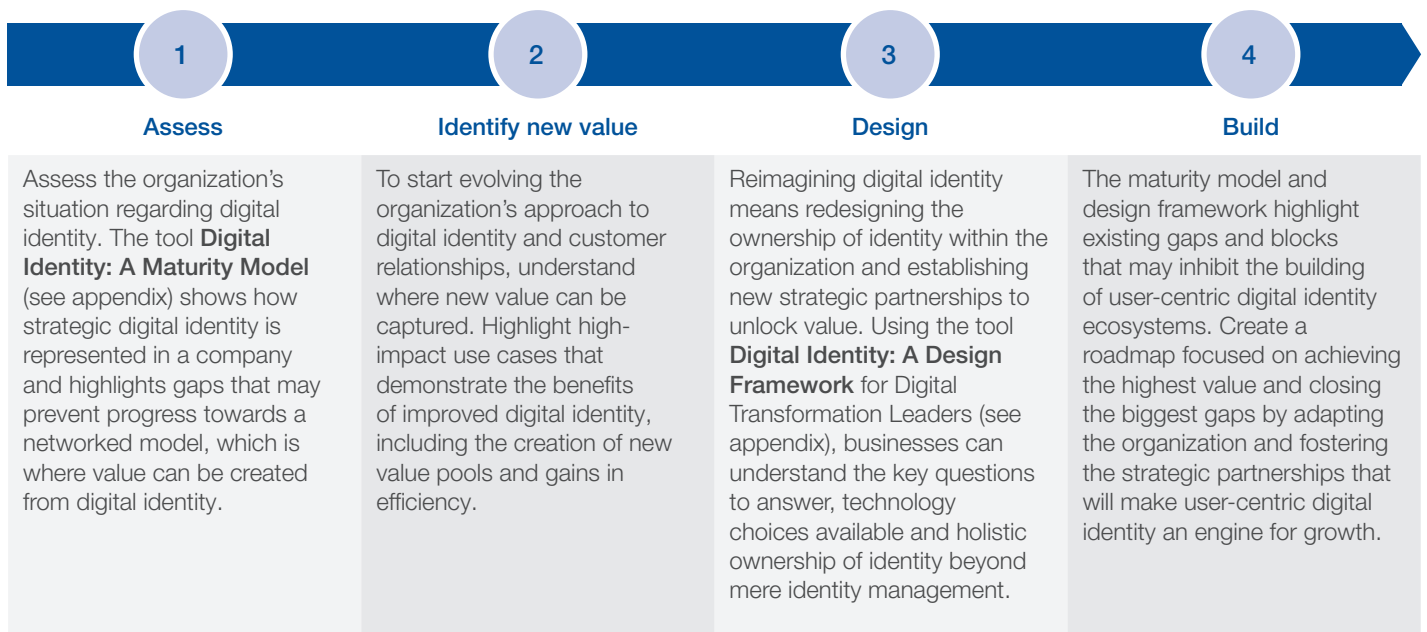 1
2
3
4
Assess
Identify new value
Design
Build
Assess the organization's
situation regarding digital
identity. The tool Digital
Identity: A Maturity Model
(see appendix) shows how
strategic digital identity is
represented in a company
and highlights gaps that may
prevent progress towards a
networked model, which is
where value can be created
from digital identity.
To start evolving the
organization's approach to
digital identity and customer
relationships, understand
where new value can be
captured. Highlight high-
impact use cases that
demonstrate the benefits
of improved digital identity,
including the creation of new
value pools and gains in
efficiency.
Reimagining digital identity
means redesigning the
ownership of identity within the
organization and establishing
new strategic partnerships to
unlock value. Using the tool
Digital Identity: A Design
Framework for Digital
Transformation Leaders (see
appendix), businesses can
understand the key questions
to answer, technology
choices available and holistic
ownership of identity beyond
mere identity management.
The maturity model and
design framework highlight
existing gaps and blocks
that may inhibit the building
of user-centric digital identity
ecosystems. Create a
roadmap focused on achieving
the highest value and closing
the biggest gaps by adapting
the organization and fostering
the strategic partnerships that
will make user-centric digital
identity an engine for growth.